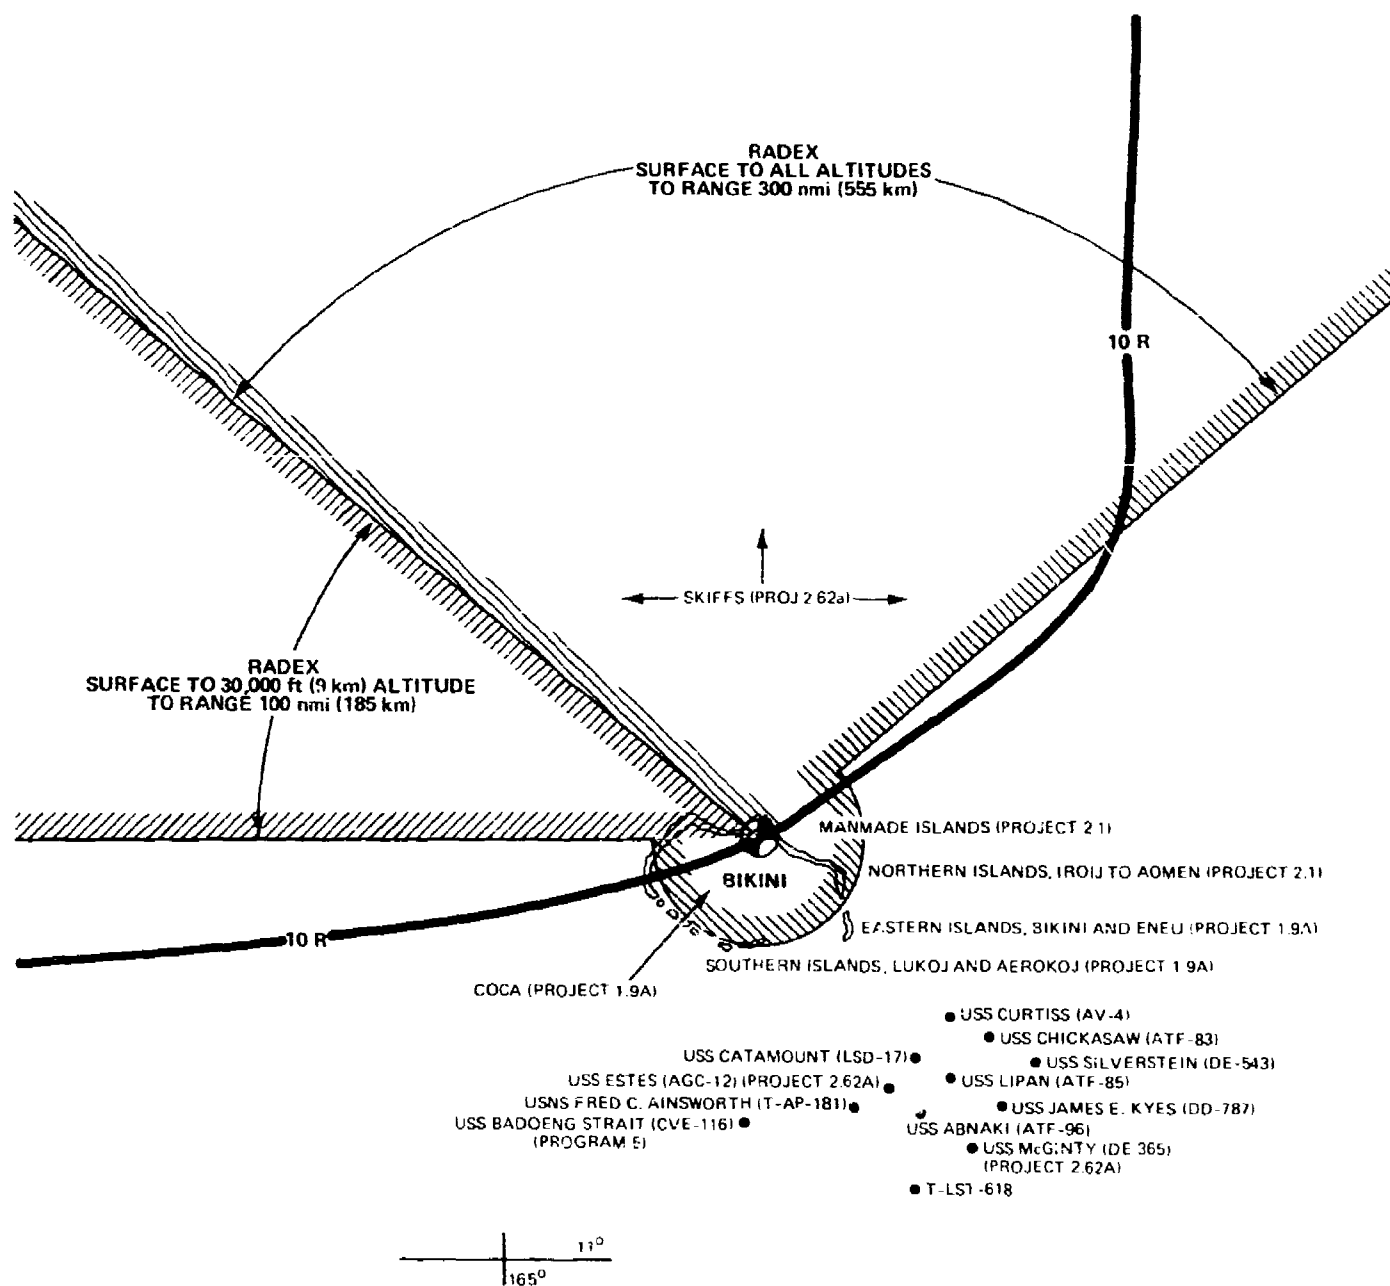 RADEX
SURFACE TO ALL ALTITUDES
TO RANGE 300 nmi (555 km)
10 R
SKIFFS (PROJ 2 62a)
RADEX
SURFACE TO 30,000 ft (9 km) ALTITUDE
TO RANGE 100 nmi (185 km)
MANMADE ISLANDS (PROJECT 2 1)
NORTHERN ISLANDS, IROIJ TO AOMEN (PROJECT 2.1)
BIKINI
EASTERN ISLANDS, BIKINI AND ENEU (PROJECT 1.9A)
10 R
SOUTHERN ISLANDS, LUKOJ AND AEROKOJ (PROJECT 1 9A)
COCA (PROJECT 1.9A)
USS CURTISS (AV-4)
USS CHICKASAW (ATF-83)
USS CATAMOUNT (LSD-17)
USS SILVERSTEIN (DE-543)
USS ESTES (AGC-12) (PROJECT 2.62A)
USS LIPAN (ATF-85)
USNS FRED C. AINSWORTH (T-AP-181)
USS JAMES E. KYES (DD-787)
USS BADOENG STRAIT (CVE-116)
(PROGRAM 5)
USS ABNAKI (ATF-96)
USS McGINTY (DE 365)
(PROJECT 2.62A)
T-LST-618
11°
165°